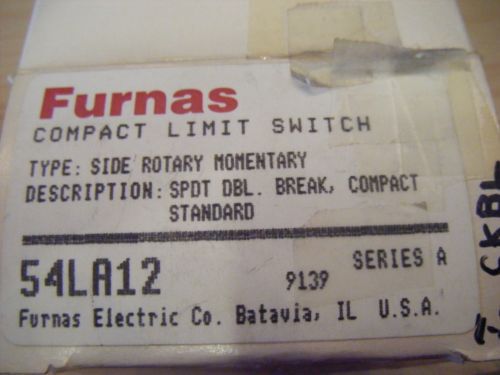 Furnas
COMPACT LIMIT SWITCH
TYPE: SIDE ROTARY MOMENTARY
DESCRIPTION: SPDT DBL. BREAK, COMPACT
STANDARD
SERIES A
54LA12 9139
Furnas Electric Co. Batavia, IL U.S.A.
CKBL